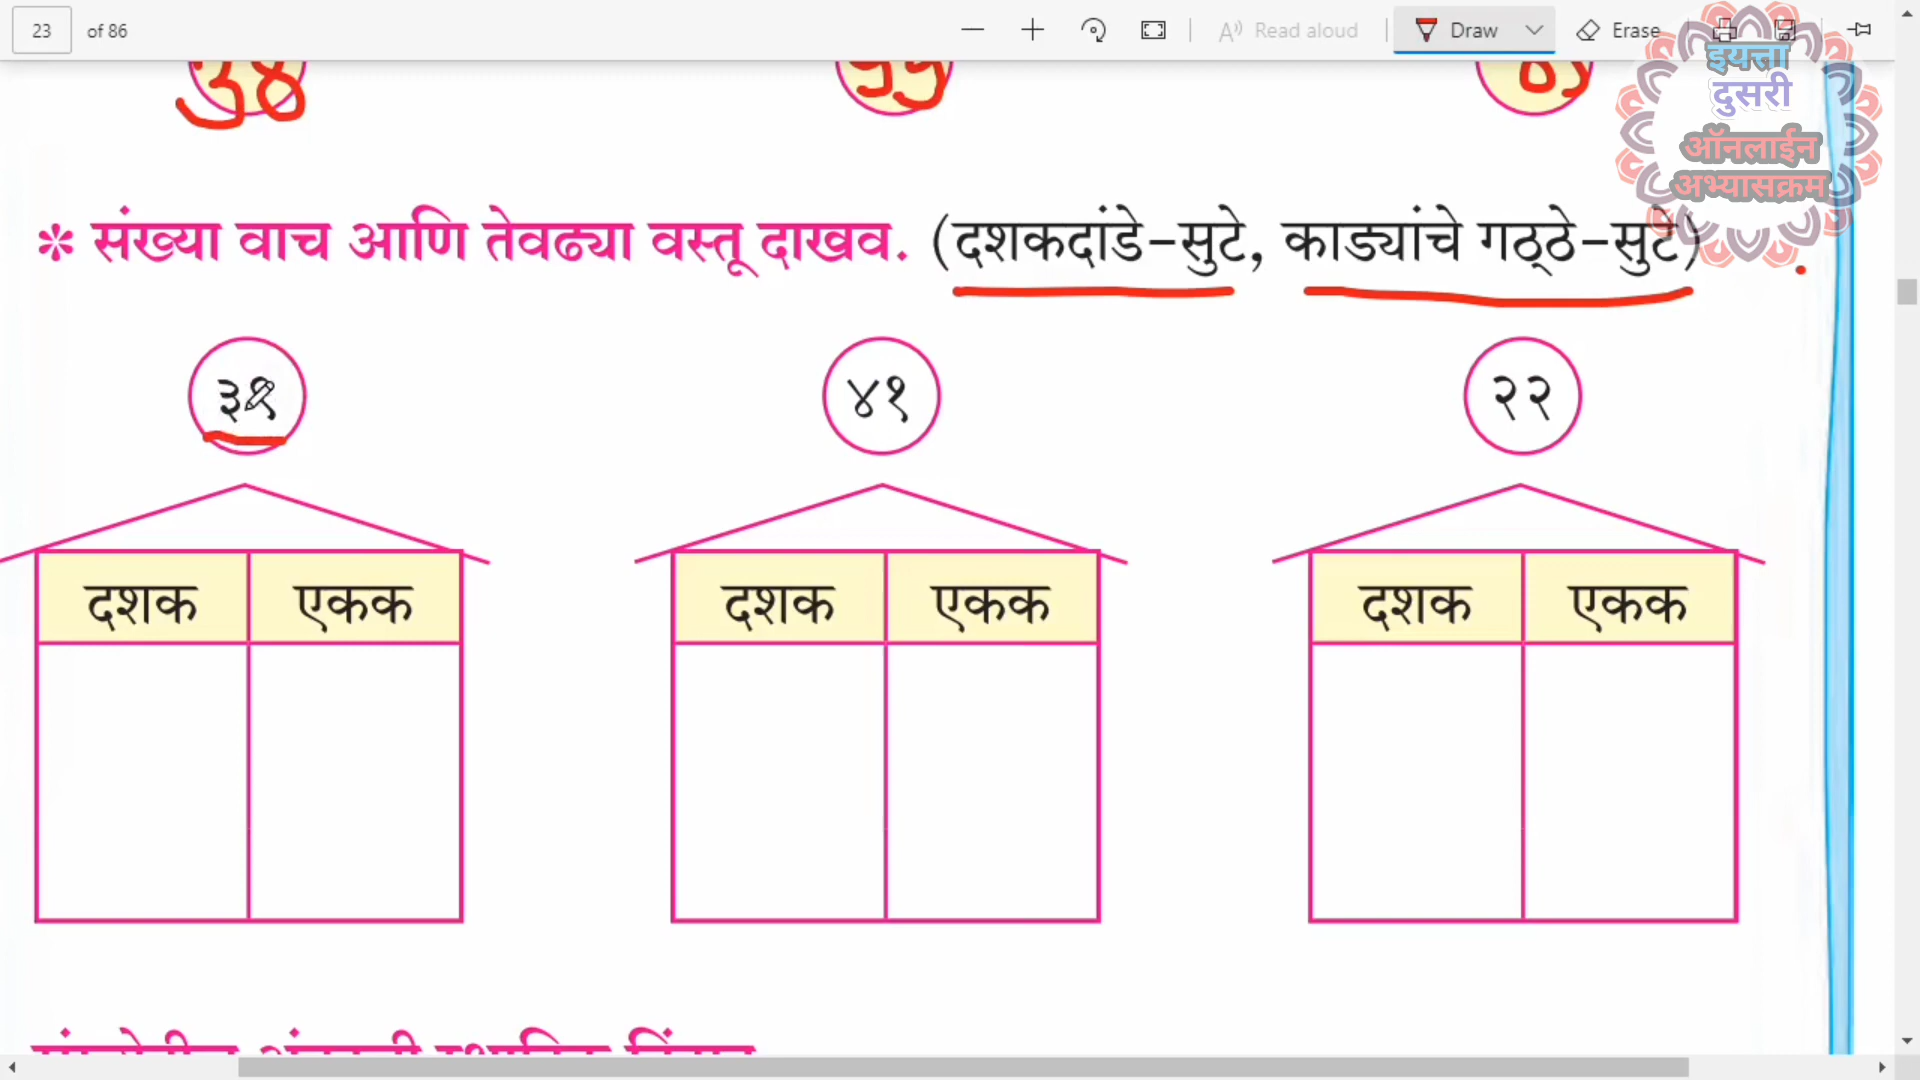 23 of 86 Read aloud Draw Erase
इयत्ता
दुसरी
ऑनलाईन
अभ्यासक्रम
३४
* संख्या वाच आणि तेवढ्या वस्तू दाखव. (दशकदांडे-सुटे, काड्यांचे गठ्ठे-सुटे)
४१ २२
दशक एकक दशक एकक दशक एकक